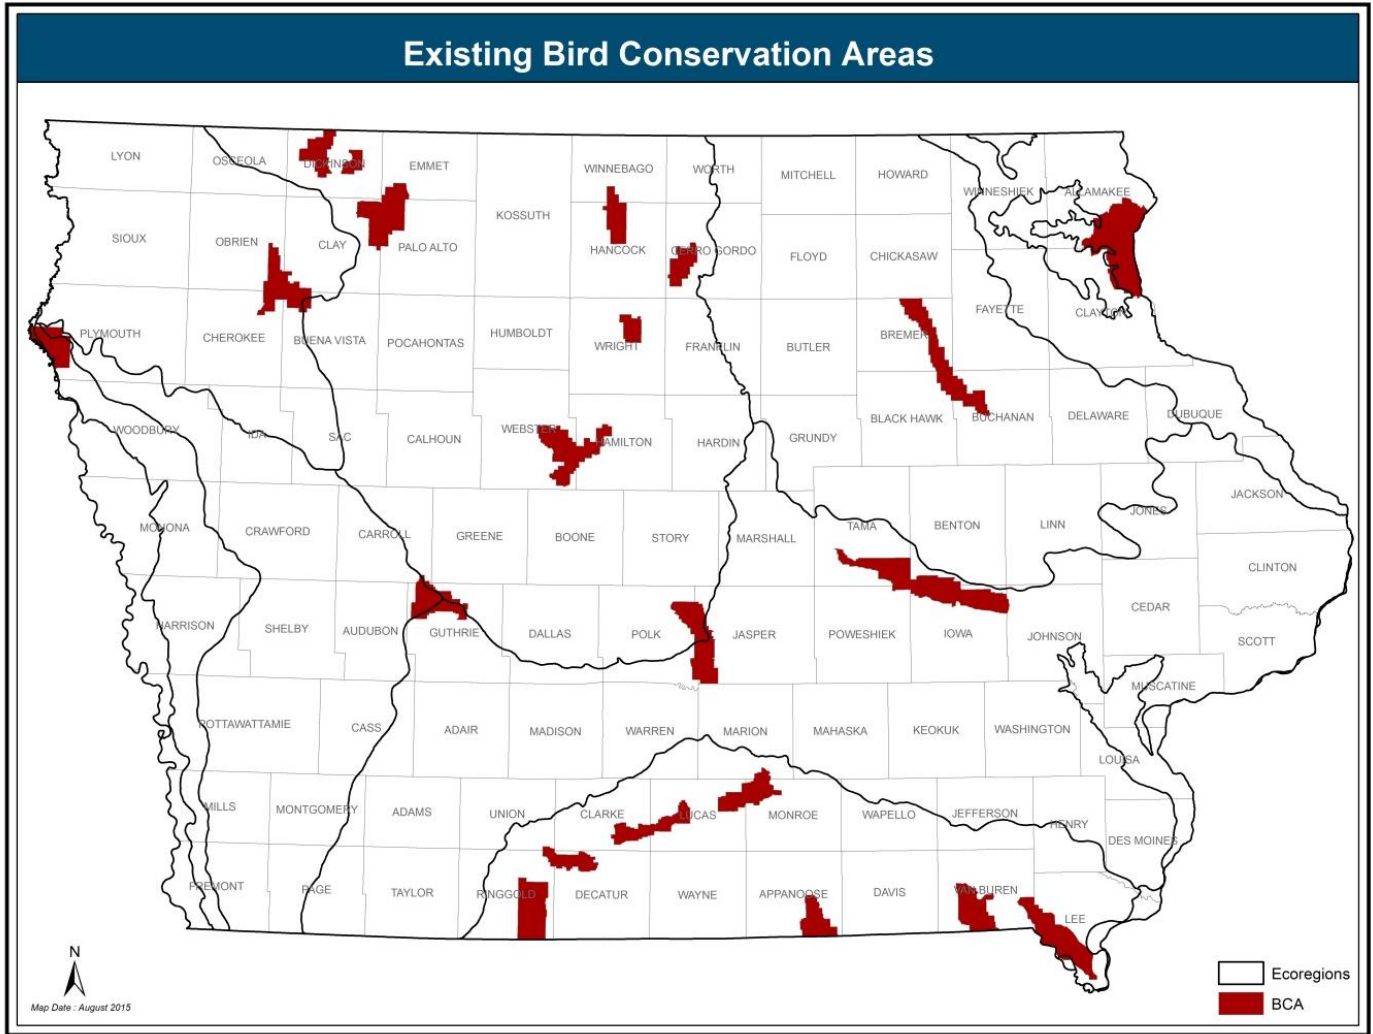 Existing Bird Conservation Areas
LYON
OSCEOLA
DICKINSON
EMMET
WINNEBAGO
WORTH
MITCHELL
HOWARD
WINNESHIEK
ALLAMAKEE
KOSSUTH
SIOUX
OBRIEN
CLAY
PALO ALTO
HANCOCK
CERRO GORDO
FLOYD
CHICKASAW
PLYMOUTH
CHEROKEE
BUENA VISTA
POCAHONTAS
HUMBOLDT
WRIGHT
FRANKLIN
BUTLER
BREMER
FAYETTE
CLAYTON
WOODBURY
IDA
SAC
CALHOUN
WEBSTER
HAMILTON
HARDIN
GRUNDY
BLACK HAWK
BUCHANAN
DELAWARE
DUBUQUE
MONONA
CRAWFORD
CARROLL
GREENE
BOONE
STORY
MARSHALL
TAMA
BENTON
LINN
JONES
JACKSON
CLINTON
HARRISON
SHELBY
AUDUBON
GUTHRIE
DALLAS
POLK
JASPER
POWESHIEK
IOWA
JOHNSON
CEDAR
SCOTT
MUSCATINE
POTTAWATTAMIE
CASS
ADAIR
MADISON
WARREN
MARION
MAHASKA
KEOKUK
WASHINGTON
LOUISA
MILLS
MONTGOMERY
ADAMS
UNION
CLARKE
LUCAS
MONROE
WAPELLO
JEFFERSON
HENRY
DES MOINES
FREMONT
PAGE
TAYLOR
RINGGOLD
DECATUR
WAYNE
APPANOOSE
DAVIS
VAN BUREN
LEE
N
Map Date : August 2015
Ecoregions
BCA